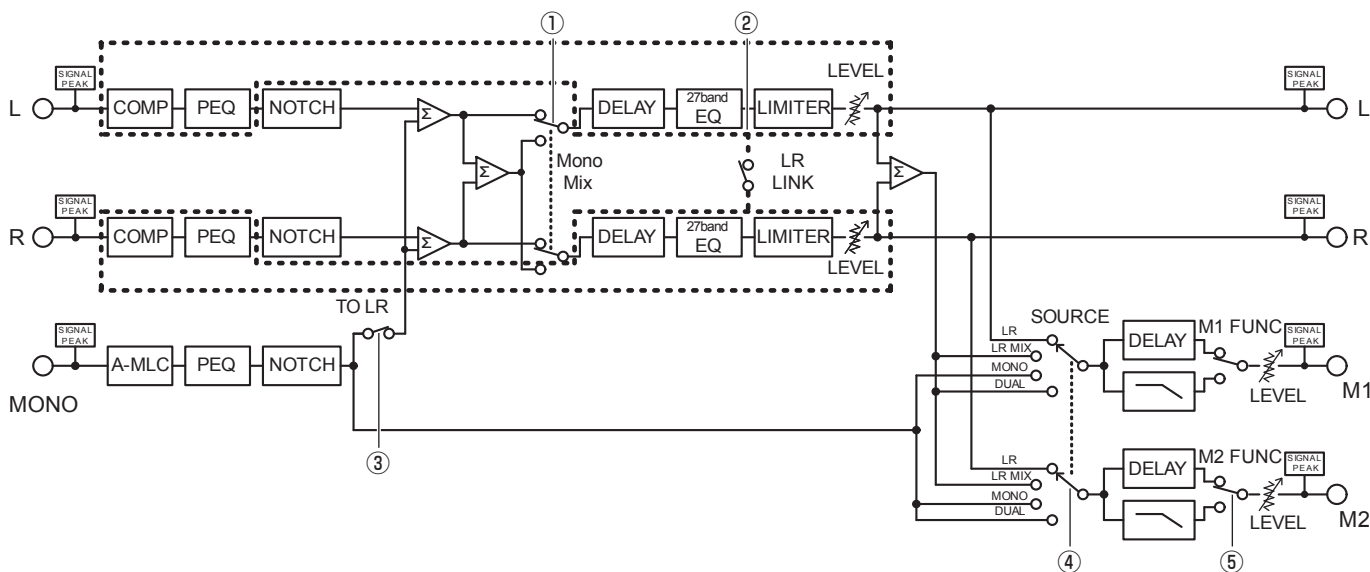 ① ②
SIGNAL
PEAK
LEVEL
SIGNAL
PEAK
L COMP PEQ NOTCH Σ DELAY 27band
EQ LIMITER L
Σ Mono
Mix LR
LINK Σ
SIGNAL
PEAK
SIGNAL
PEAK
R COMP PEQ NOTCH Σ DELAY 27band
EQ LIMITER R
LEVEL
TO LR
SIGNAL
PEAK
SOURCE
LR
LR MIX
MONO
DUAL
DELAY M1 FUNC
SIGNAL
PEAK
A-MLC PEQ NOTCH
MONO
LEVEL M1
③
LR
LR MIX
MONO
DUAL
DELAY M2 FUNC
SIGNAL
PEAK
LEVEL M2
④ ⑤